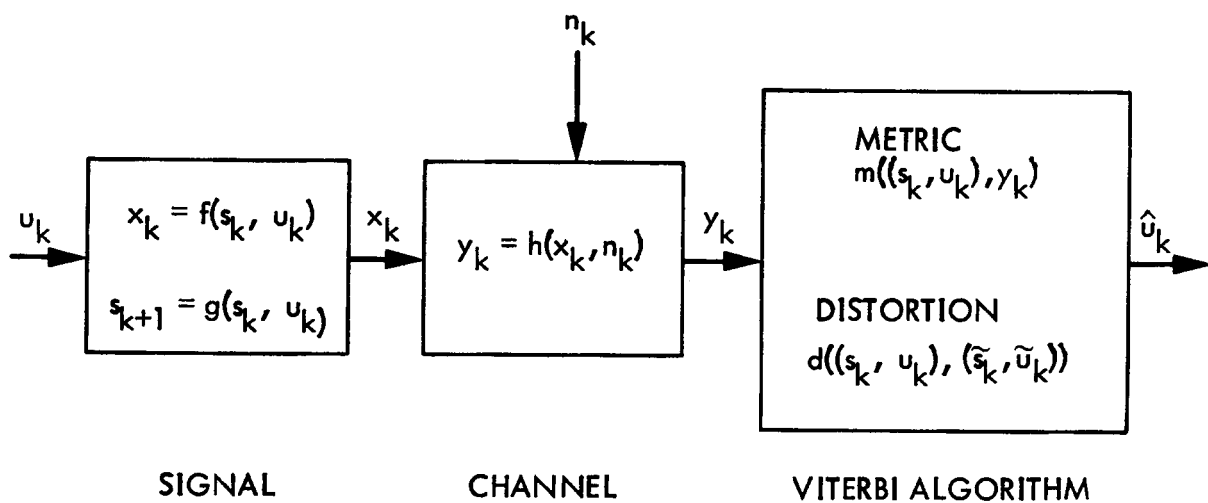 n_k
u_k
x_k = f(s_k, u_k)
s_{k+1} = g(s_k, u_k)
x_k
y_k = h(x_k,n_k)
y_k
METRIC
m((s_k,u_k),y_k)
DISTORTION
d((s_k, u_k), (s̃_k,ũ_k))
û_k
SIGNAL
CHANNEL
VITERBI ALGORITHM